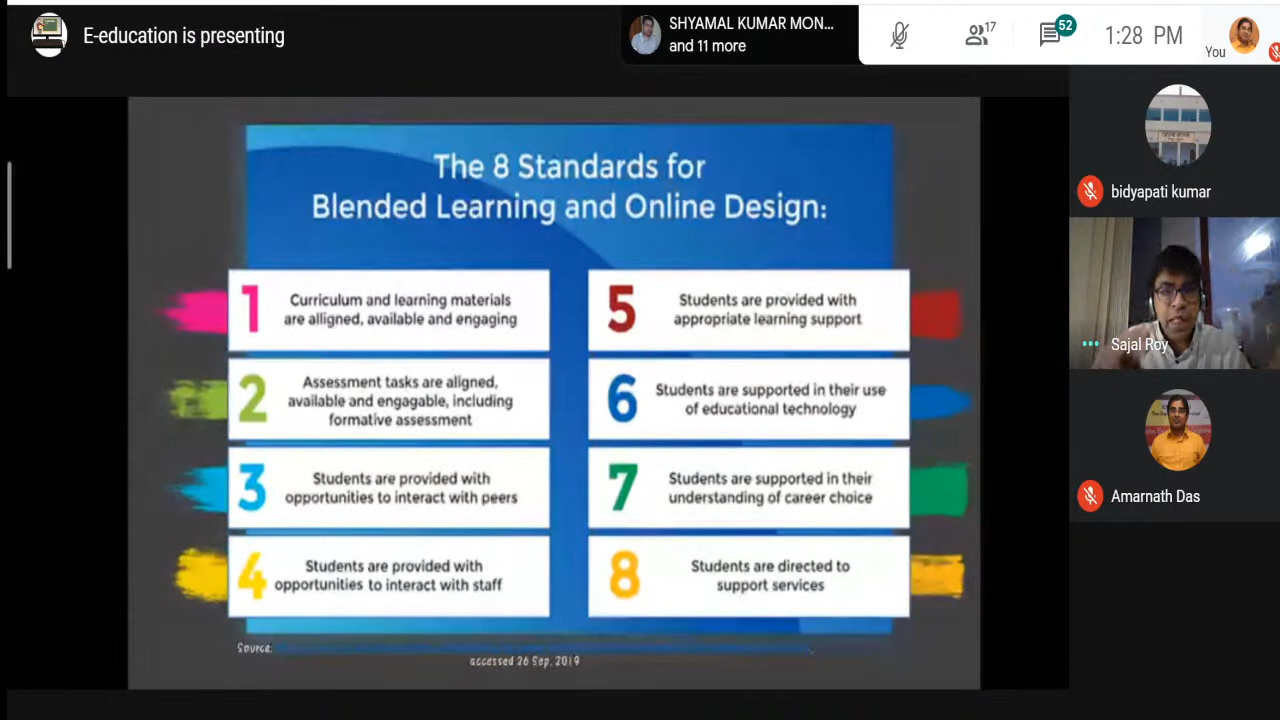 E-education is presenting
SHYAMAL KUMAR MON...
and 11 more
17
52
1:28 PM
You
The 8 Standards for
Blended Learning and Online Design:
1
Curriculum and learning materials
are alligned, available and engaging
2
Assessment tasks are aligned,
available and engagable, including
formative assessment
3
Students are provided with
opportunities to interact with peers
4
Students are provided with
opportunities to interact with staff
5
Students are provided with
appropriate learning support
6
Students are supported in their use
of educational technology
7
Students are supported in their
understanding of career choice
8
Students are directed to
support services
Source:
accessed 26 Sep. 2019
bidyapati kumar
Sajal Roy
Amarnath Das